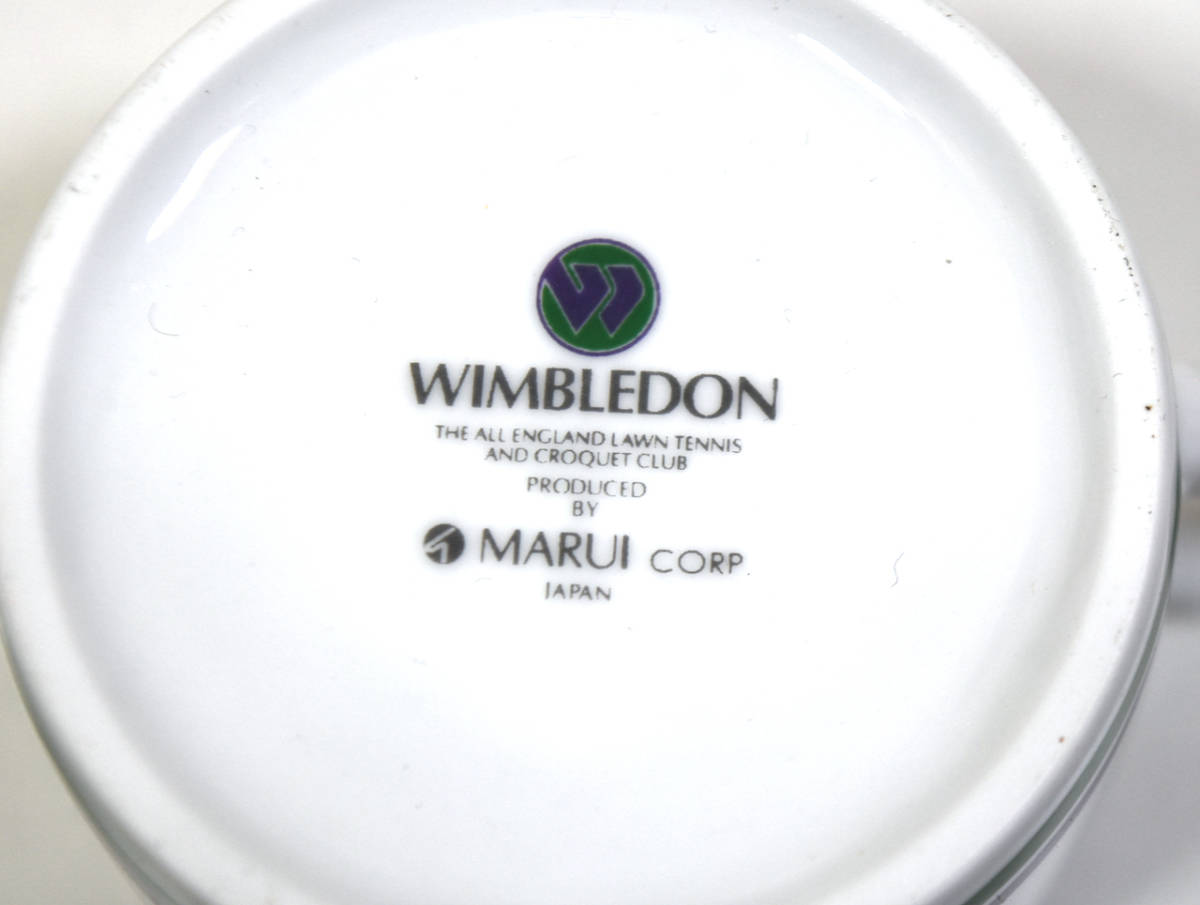 WIMBLEDON
THE ALL ENGLAND LAWN TENNIS
AND CROQUET CLUB
PRODUCED
BY
MARUI CORP.
JAPAN